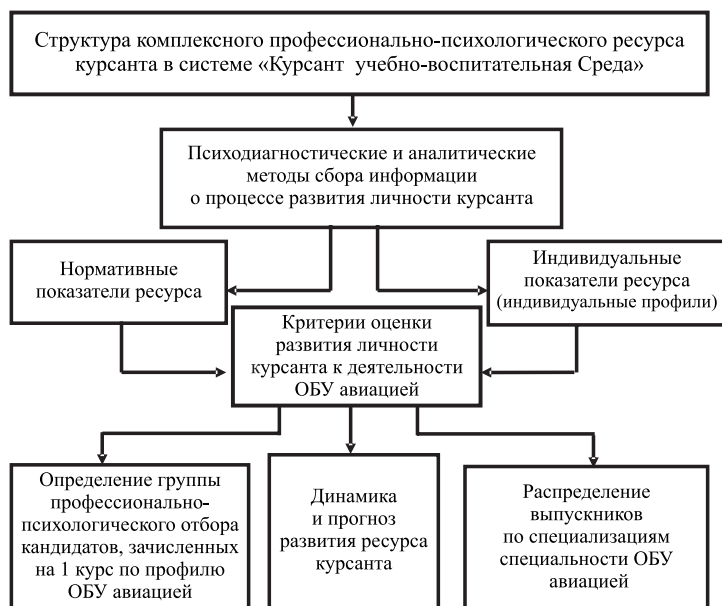 Структура комплексного профессионально-психологического ресурса
курсанта в системе «Курсант учебно-воспитательная Среда»
Психодиагностические и аналитические
методы сбора информации
о процессе развития личности курсанта
Нормативные
показатели ресурса
Индивидуальные
показатели ресурса
(индивидуальные профили)
Критерии оценки
развития личности
курсанта к деятельности
ОБУ авиацией
Определение группы
профессионально-
психологического отбора
кандидатов, зачисленных
на 1 курс по профилю
ОБУ авиацией
Динамика
и прогноз
развития ресурса
курсанта
Распределение
выпускников
по специализациям
специальности ОБУ
авиацией